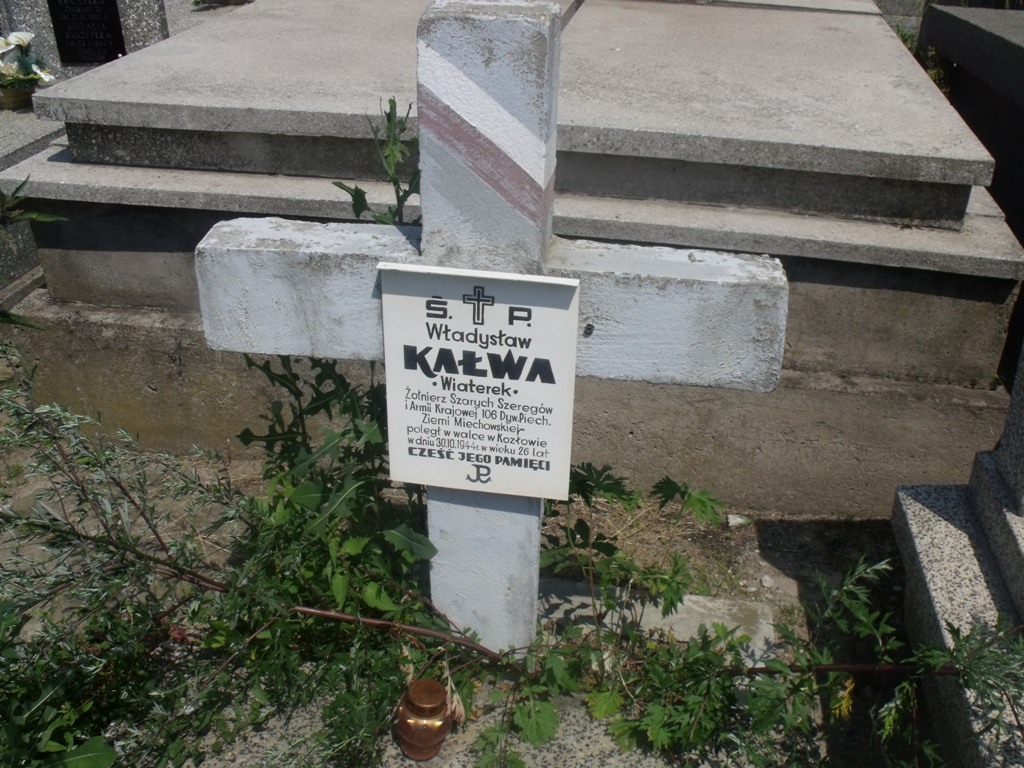 Ś. P.
Władysław
KAŁWA
• Wiaterek •
Żołnierz Szarych Szeregów
i Armii Krajowej 106 Dyw. Piech.
Ziemi Miechowskiej
poległ w walce w Kozłowie
w dniu 30.10.1944 r. w wieku 26 lat
CZEŚĆ JEGO PAMIĘCI